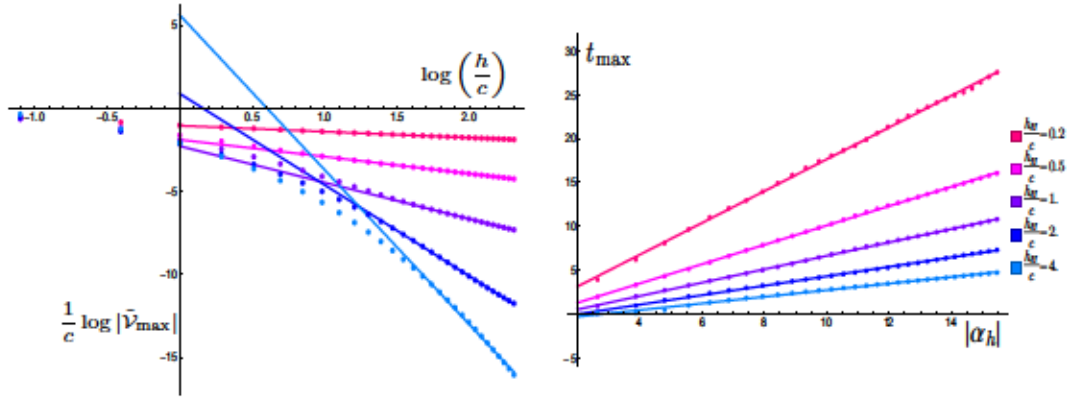 5
log(h/c)
-1.0 -0.5 0.5 1.0 1.5 2.0
-5
-10
1/c log|𝒱̄max|
-15
30
tmax
25
20
15
10
5
4 6 8 10 12 14
|αh|
-5
hH/c=0.2
hH/c=0.5
hH/c=1.
hH/c=2.
hH/c=4.